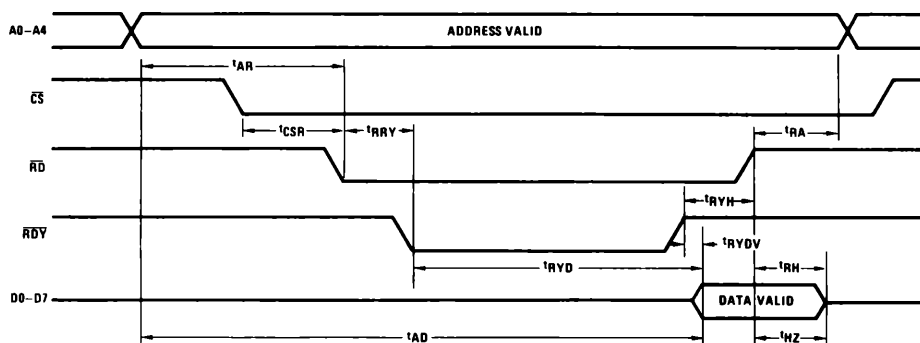 A0–A4 ADDRESS VALID
tAR
CS
tCSR tRRY tRA
RD
tRYH
RDY
tRYDV
tRYD tRH
D0–D7 DATA VALID
tAD tHZ